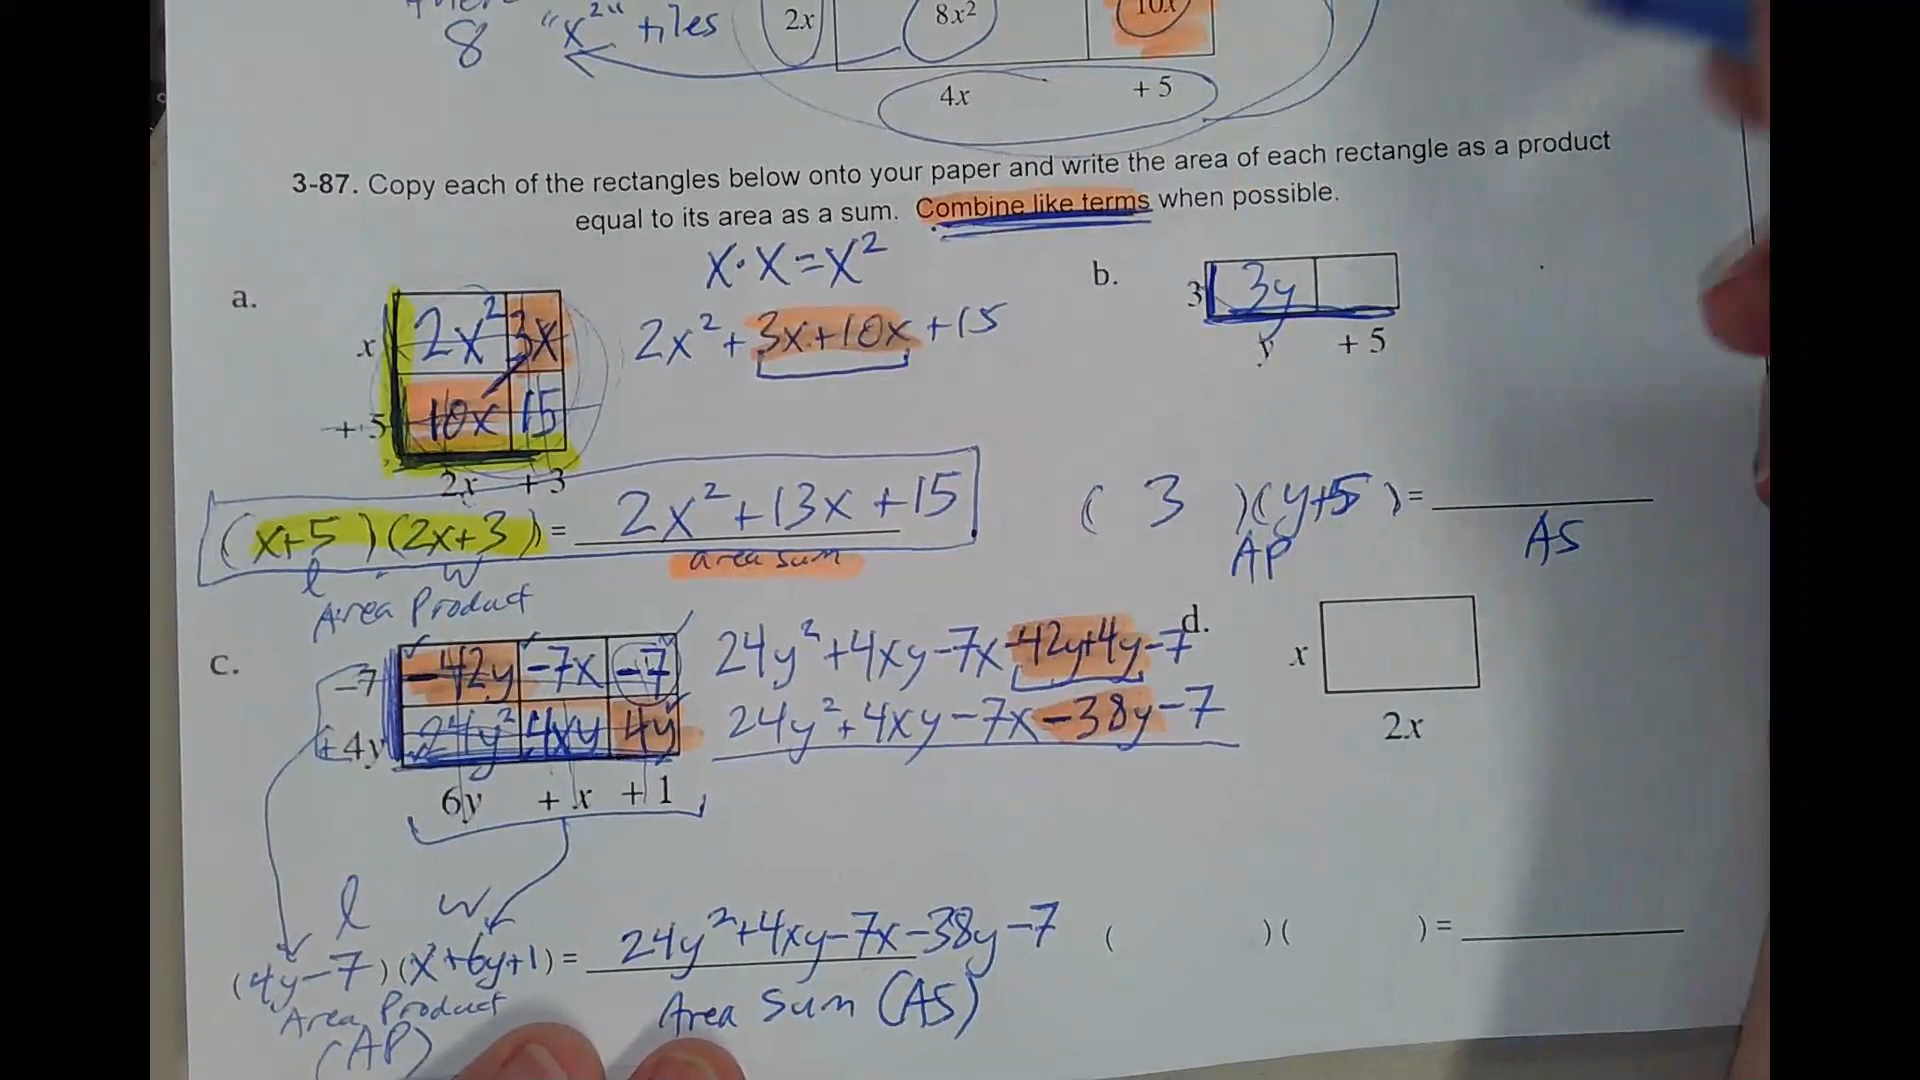 8 "x²" tiles
2x 8x² 10x
4x + 5
3-87. Copy each of the rectangles below onto your paper and write the area of each rectangle as a product
equal to its area as a sum. Combine like terms when possible.
x·x=x²
a.
x 2x² 3x
+5 10x 15
2x +3
2x²+3x+10x+15
(x+5)(2x+3)= 2x²+13x+15
l w area sum
Area Product
b.
3 3y
y + 5
( 3 )(y+5)=
AP AS
c.
-7 -42y -7x -7
+4y 24y² 4xy 4y
6y + x + 1
24y²+4xy-7x-42y+4y-7
24y²+4xy-7x-38y-7
l w
(4y-7)(x+6y+1)= 24y²+4xy-7x-38y-7
Area Product Area Sum (AS)
(AP)
d.
x
2x
( )( )=